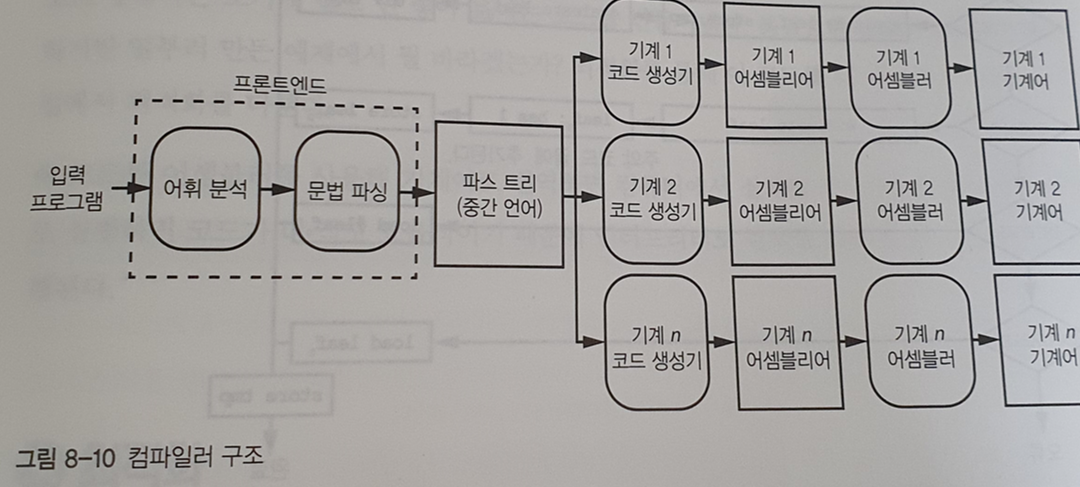 프론트엔드
입력
프로그램
어휘 분석
문법 파싱
파스 트리
(중간 언어)
기계 1
코드 생성기
기계 1
어셈블리어
기계 1
어셈블러
기계 1
기계어
기계 2
코드 생성기
기계 2
어셈블리어
기계 2
어셈블러
기계 2
기계어
기계 n
코드 생성기
기계 n
어셈블리어
기계 n
어셈블러
기계 n
기계어
그림 8-10 컴파일러 구조